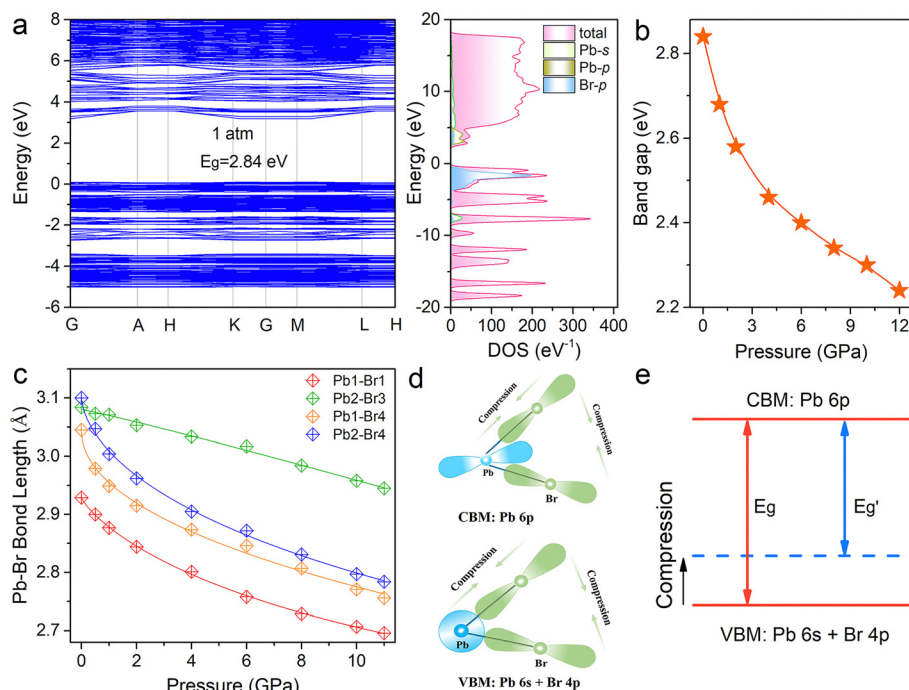 a
8
6
4
2
0
-2
-4
-6
Energy (eV)
1 atm
Eg=2.84 eV
G
A
H
K
G
M
L
H
20
10
0
-10
-20
Energy (eV)
total
Pb-s
Pb-p
Br-p
0
100
200
300
400
DOS (eV⁻¹)
b
2.8
2.6
2.4
2.2
Band gap (eV)
0
3
6
9
12
Pressure (GPa)
c
3.1
3.0
2.9
2.8
2.7
Pb-Br Bond Length (Å)
Pb1-Br1
Pb2-Br3
Pb1-Br4
Pb2-Br4
0
2
4
6
8
10
Pressure (GPa)
d
Compression
Compression
Pb
Br
CBM: Pb 6p
Compression
Compression
Pb
Br
VBM: Pb 6s + Br 4p
e
CBM: Pb 6p
Eg
Eg'
Compression
VBM: Pb 6s + Br 4p